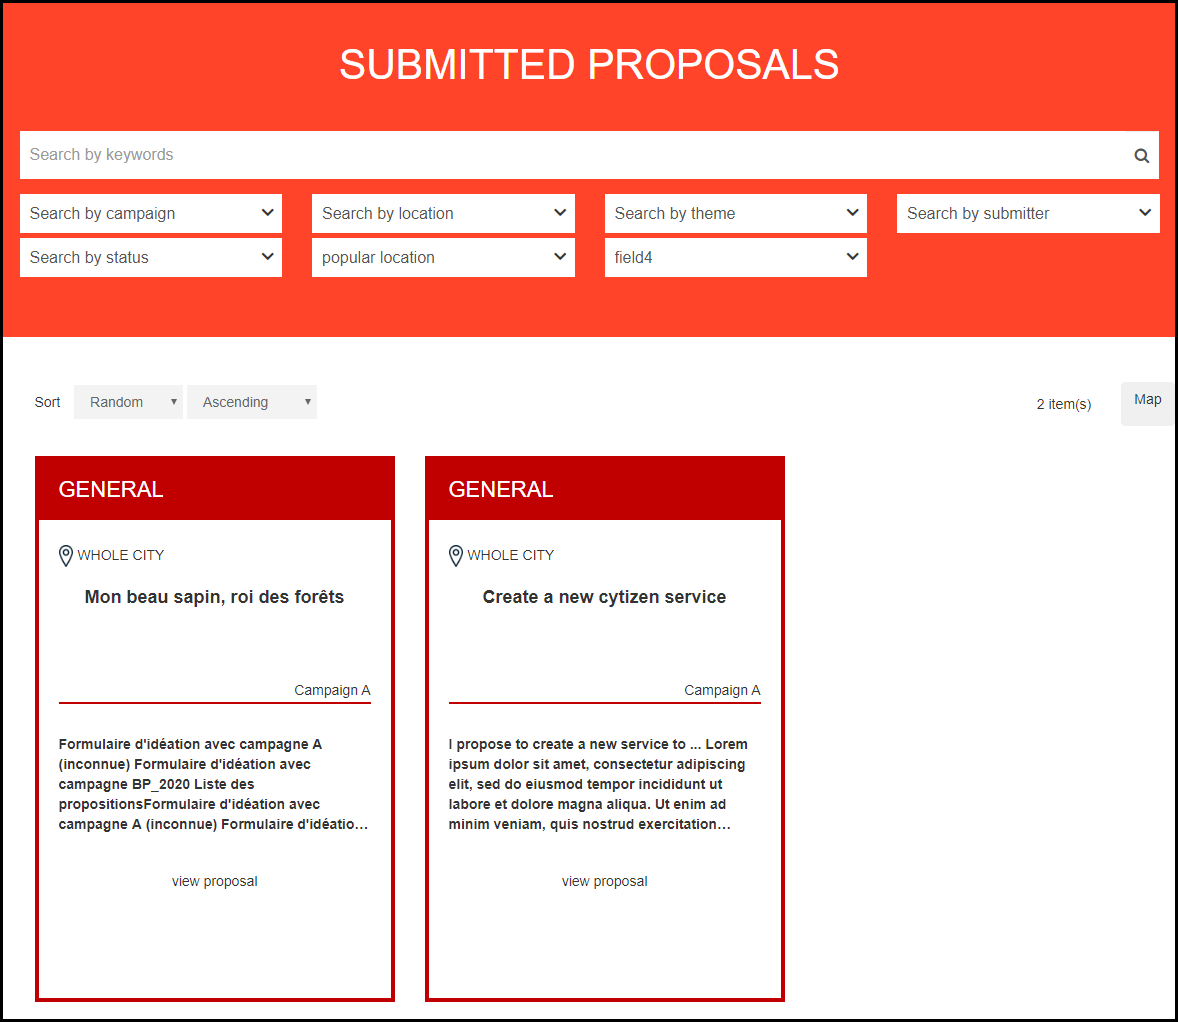 SUBMITTED PROPOSALS
Search by keywords
Search by campaign
Search by location
Search by theme
Search by submitter
Search by status
popular location
field4
Sort
Random
Ascending
2 item(s)
Map
GENERAL
WHOLE CITY
Mon beau sapin, roi des forêts
Campaign A
Formulaire d'idéation avec campagne A
(inconnue) Formulaire d'idéation avec
campagne BP_2020 Liste des
propositionsFormulaire d'idéation avec
campagne A (inconnue) Formulaire d'idéatio…
view proposal
GENERAL
WHOLE CITY
Create a new cytizen service
Campaign A
I propose to create a new service to ... Lorem
ipsum dolor sit amet, consectetur adipiscing
elit, sed do eiusmod tempor incididunt ut
labore et dolore magna aliqua. Ut enim ad
minim veniam, quis nostrud exercitation…
view proposal